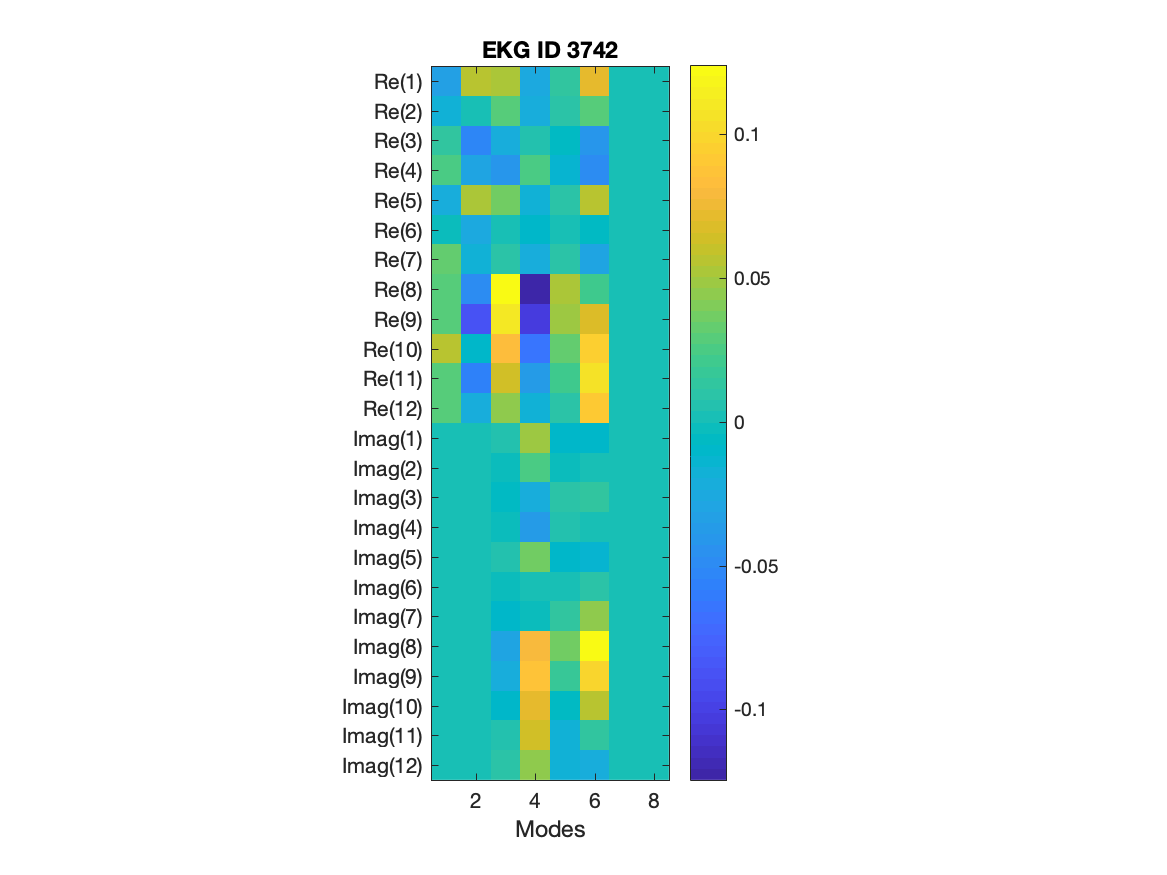 EKG ID 3742
Re(1)
Re(2)
Re(3)
Re(4)
Re(5)
Re(6)
Re(7)
Re(8)
Re(9)
Re(10)
Re(11)
Re(12)
Imag(1)
Imag(2)
Imag(3)
Imag(4)
Imag(5)
Imag(6)
Imag(7)
Imag(8)
Imag(9)
Imag(10)
Imag(11)
Imag(12)
2 4 6 8
Modes
0.1
0.05
0
-0.05
-0.1